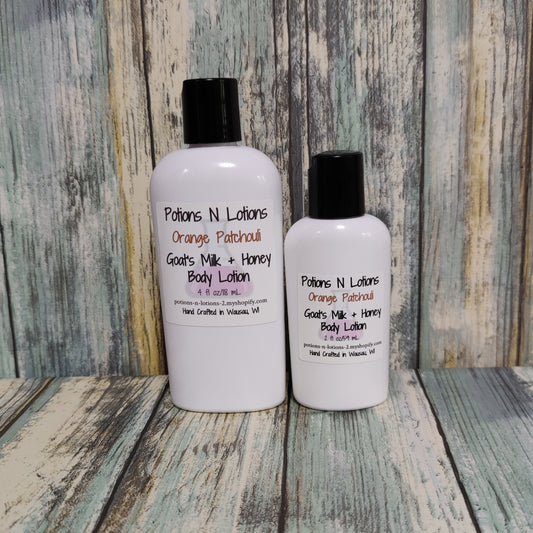 Potions N Lotions
Orange Patchouli
Goat's Milk + Honey
Body Lotion
4 fl oz/118 mL
potions-n-lotions-2.myshopify.com
Hand Crafted in Wausau, WI
Potions N Lotions
Orange Patchouli
Goat's Milk + Honey
Body Lotion
2 fl oz/59 mL
potions-n-lotions-2.myshopify.com
Hand Crafted in Wausau, WI